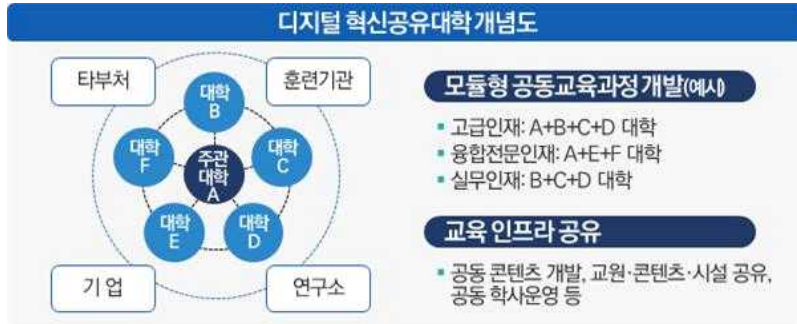 디지털 혁신공유대학 개념도
타부처
훈련기관
대학
B
대학
F
주관
대학
A
대학
C
대학
E
대학
D
기 업
연구소
모듈형 공동교육과정 개발(예시)
▪ 고급인재: A+B+C+D 대학
▪ 융합전문인재: A+E+F 대학
▪ 실무인재: B+C+D 대학
교육 인프라 공유
▪ 공동 콘텐츠 개발, 교원·콘텐츠·시설 공유,
공동 학사운영 등